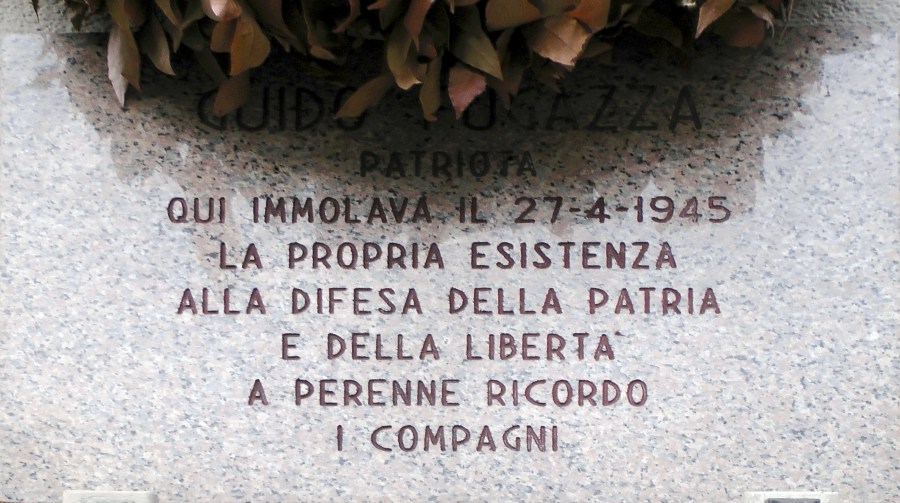 GUIDO FUGAZZA
PATRIOTA
QUI IMMOLAVA IL 27-4-1945
LA PROPRIA ESISTENZA
ALLA DIFESA DELLA PATRIA
E DELLA LIBERTA`
A PERENNE RICORDO
I COMPAGNI